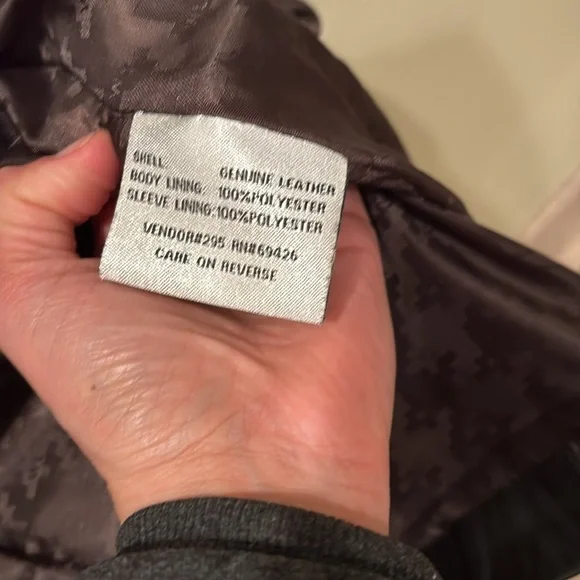 SHELL GENUINE LEATHER
BODY LINING: 100%POLYESTER
SLEEVE LINING:100%POLYESTER
VENDOR#295 RN#69426
CARE ON REVERSE